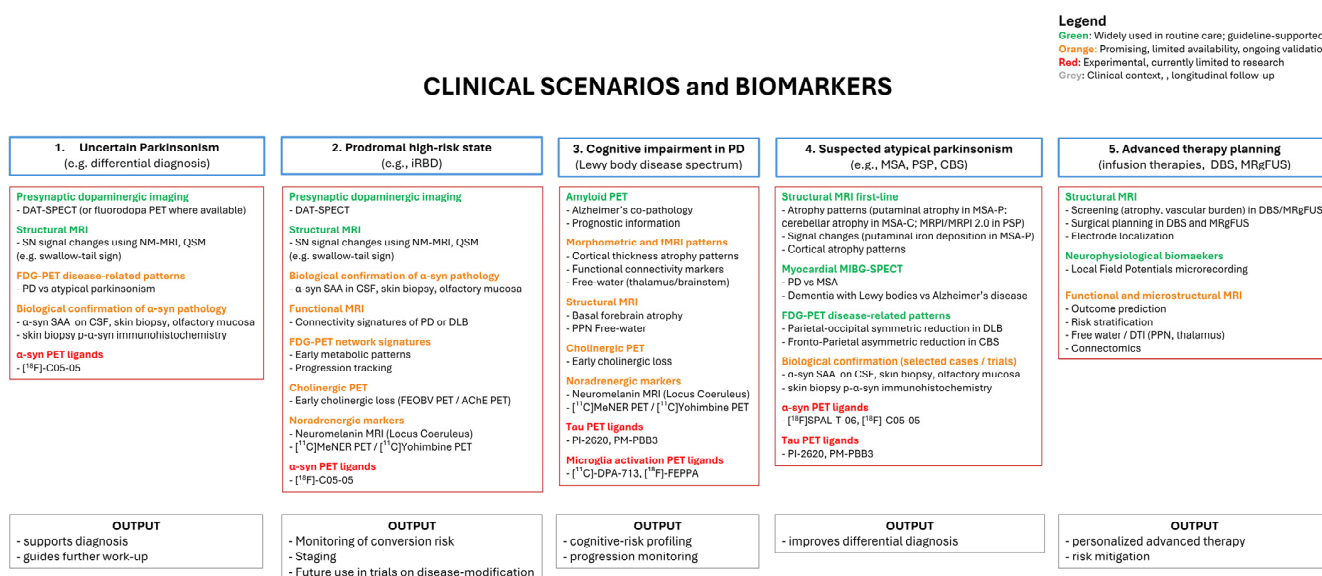 Legend
Green: Widely used in routine care; guideline-supported
Orange: Promising, limited availability, ongoing validatio
Red: Experimental, currently limited to research
Grey: Clinical context, , longitudinal follow up
CLINICAL SCENARIOS and BIOMARKERS
1. Uncertain Parkinsonism
(e.g. differential diagnosis)
Presynaptic dopaminergic imaging
- DAT-SPECT (or fluorodopa PET where available)
Structural MRI
- SN signal changes using NM-MRI, QSM
(e.g. swallow-tail sign)
FDG-PET disease-related patterns
- PD vs atypical parkinsonism
Biological confirmation of α-syn pathology
- α-syn SAA on CSF, skin biopsy, olfactory mucosa
- skin biopsy p-α-syn immunohistochemistry
α-syn PET ligands
- [¹⁸F]-C05-05
OUTPUT
- supports diagnosis
- guides further work-up
2. Prodromal high-risk state
(e.g., iRBD)
Presynaptic dopaminergic imaging
- DAT-SPECT
Structural MRI
- SN signal changes using NM-MRI, QSM
(e.g. swallow-tail sign)
Biological confirmation of α-syn pathology
- α-syn SAA in CSF, skin biopsy, olfactory mucosa
Functional MRI
- Connectivity signatures of PD or DLB
FDG-PET network signatures
- Early metabolic patterns
- Progression tracking
Cholinergic PET
- Early cholinergic loss (FEOBV PET / AChE PET)
Noradrenergic markers
- Neuromelanin MRI (Locus Coeruleus)
- [¹¹C]MeNER PET / [¹¹C]Yohimbine PET
α-syn PET ligands
- [¹⁸F]-C05-05
OUTPUT
- Monitoring of conversion risk
- Staging
- Future use in trials on disease-modification
3. Cognitive impairment in PD
(Lewy body disease spectrum)
Amyloid PET
- Alzheimer's co-pathology
- Prognostic information
Morphometric and fMRI patterns
- Cortical thickness atrophy patterns
- Functional connectivity markers
- Free-water (thalamus/brainstem)
Structural MRI
- Basal forebrain atrophy
- PPN Free-water
Cholinergic PET
- Early cholinergic loss
Noradrenergic markers
- Neuromelanin MRI (Locus Coeruleus)
- [¹¹C]MeNER PET / [¹¹C]Yohimbine PET
Tau PET ligands
- PI-2620, PM-PBB3
Microglia activation PET ligands
- [¹¹C]-DPA-713, [¹⁸F]-FEPPA
OUTPUT
- cognitive-risk profiling
- progression monitoring
4. Suspected atypical parkinsonism
(e.g., MSA, PSP, CBS)
Structural MRI first-line
- Atrophy patterns (putaminal atrophy in MSA-P;
cerebellar atrophy in MSA-C; MRPI/MRPI 2.0 in PSP)
- Signal changes (putaminal iron deposition in MSA-P)
- Cortical atrophy patterns
Myocardial MIBG-SPECT
- PD vs MSA
- Dementia with Lewy bodies vs Alzheimer's disease
FDG-PET disease-related patterns
- Parietal-occipital symmetric reduction in DLB
- Fronto-Parietal asymmetric reduction in CBS
Biological confirmation (selected cases / trials)
- α-syn SAA on CSF, skin biopsy, olfactory mucosa
- skin biopsy p-α-syn immunohistochemistry
α-syn PET ligands
[¹⁸F]SPAL T 06, [¹⁸F] C05 05
Tau PET ligands
- PI-2620, PM-PBB3
OUTPUT
- improves differential diagnosis
5. Advanced therapy planning
(infusion therapies, DBS, MRgFUS)
Structural MRI
- Screening (atrophy, vascular burden) in DBS/MRgFUS
- Surgical planning in DBS and MRgFUS
- Electrode localization
Neurophysiological biomaekers
- Local Field Potentials microrecording
Functional and microstructural MRI
- Outcome prediction
- Risk stratification
- Free water / DTI (PPN, thalamus)
- Connectomics
OUTPUT
- personalized advanced therapy
- risk mitigation